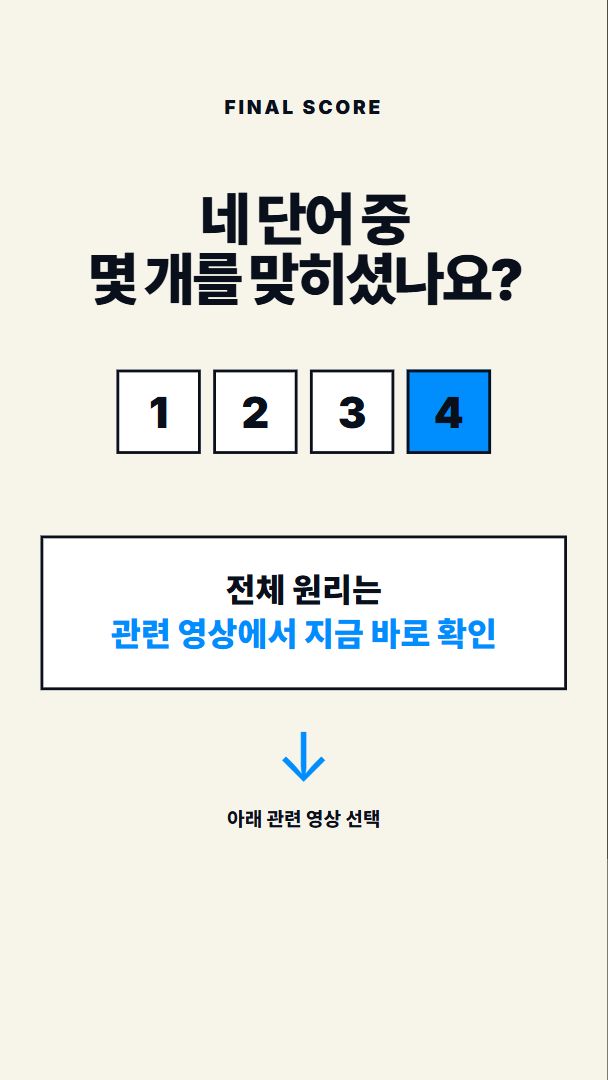 FINAL SCORE
네 단어 중
몇 개를 맞히셨나요?
1 2 3 4
전체 원리는
관련 영상에서 지금 바로 확인
아래 관련 영상 선택